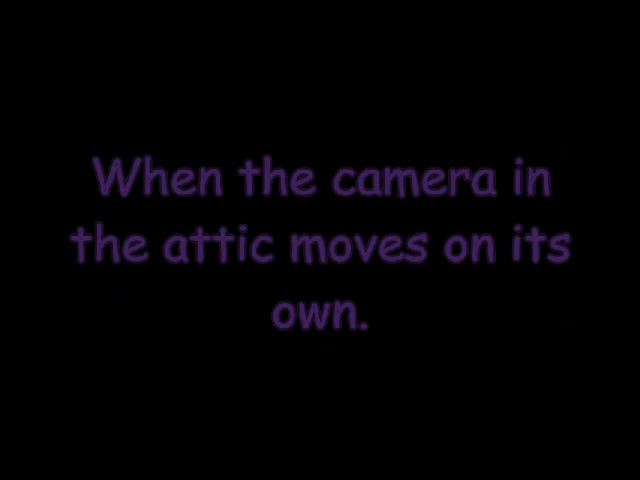 When the camera in
the attic moves on its
own.